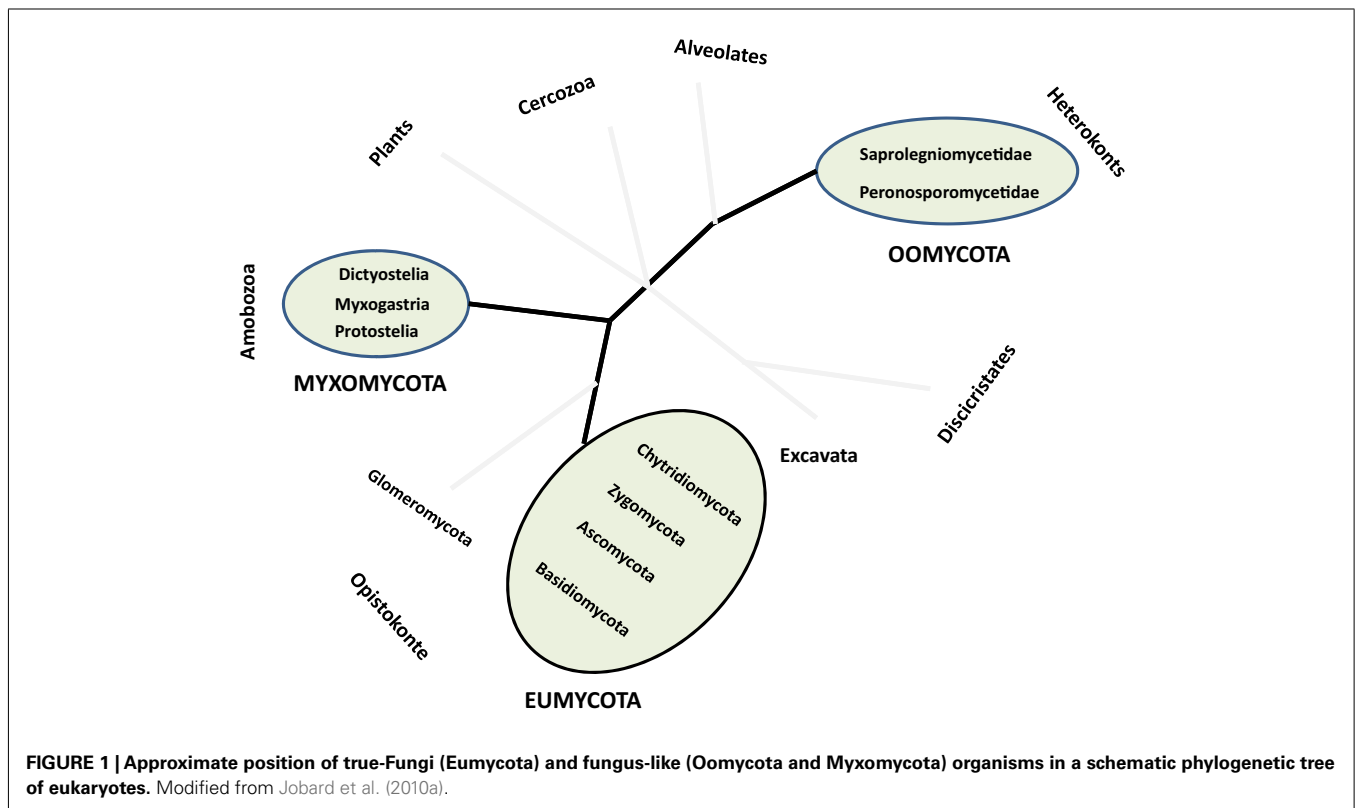 Alveolates
Cercozoa
Plants
Heterokonts
Saprolegniomycetidae
Peronosporomycetidae
OOMYCOTA
Amobozoa
Dictyostelia
Myxogastria
Protostelia
MYXOMYCOTA
Discicristates
Excavata
Glomeromycota
Opistokonte
Chytridiomycota
Zygomycota
Ascomycota
Basidiomycota
EUMYCOTA
FIGURE 1 | Approximate position of true-Fungi (Eumycota) and fungus-like (Oomycota and Myxomycota) organisms in a schematic phylogenetic tree
of eukaryotes. Modified from Jobard et al. (2010a).